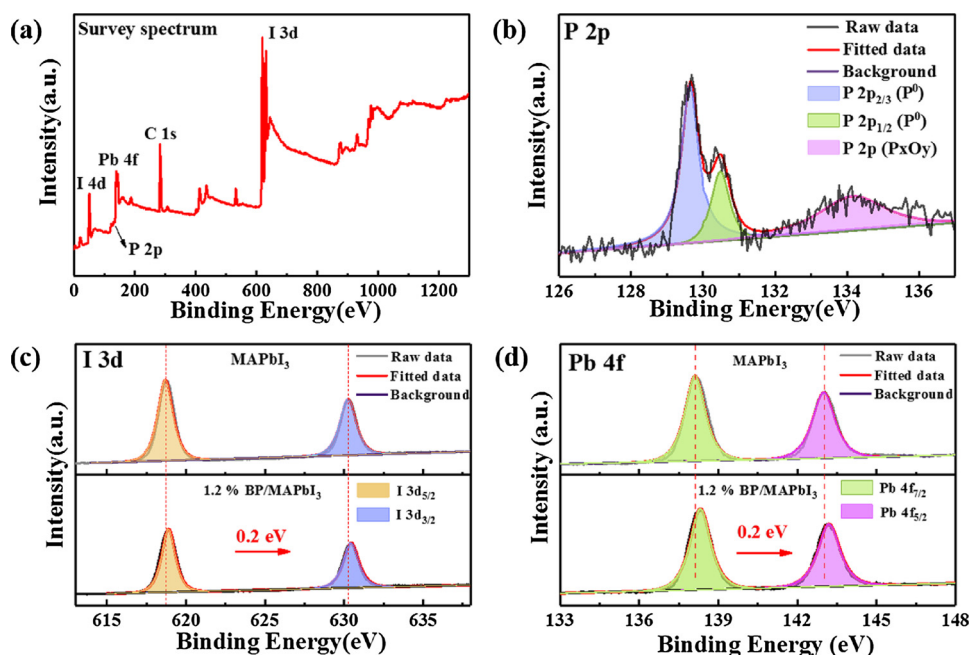 (a)
Survey spectrum
I 3d
C 1s
Pb 4f
I 4d
P 2p
Intensity(a.u.)
0 200 400 600 800 1000 1200
Binding Energy(eV)
(b)
P 2p
Raw data
Fitted data
Background
P 2p2/3 (P0)
P 2p1/2 (P0)
P 2p (PxOy)
Intensity(a.u.)
126 128 130 132 134 136
Binding Energy(eV)
(c)
I 3d
MAPbI3
Raw data
Fitted data
Background
1.2 % BP/MAPbI3
I 3d5/2
I 3d3/2
0.2 eV
Intensity(a.u.)
615 620 625 630 635
Binding Energy(eV)
(d)
Pb 4f
MAPbI3
Raw data
Fitted data
Background
1.2 % BP/MAPbI3
Pb 4f7/2
Pb 4f5/2
0.2 eV
Intensity (a.u.)
133 136 139 142 145 148
Binding Energy (eV)